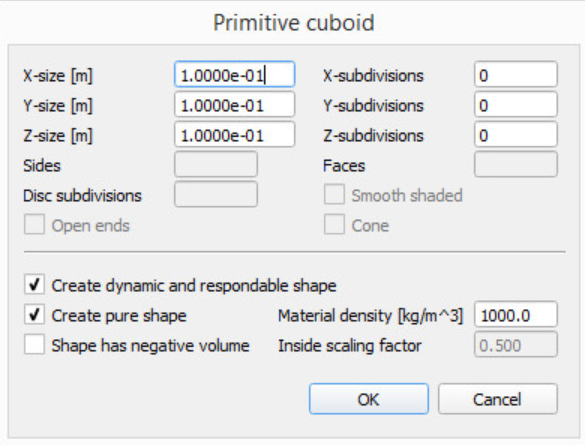 Primitive cuboid
X-size [m] 1.0000e-01 X-subdivisions 0
Y-size [m] 1.0000e-01 Y-subdivisions 0
Z-size [m] 1.0000e-01 Z-subdivisions 0
Sides Faces
Disc subdivisions Smooth shaded
Open ends Cone
Create dynamic and respondable shape
Create pure shape Material density [kg/m^3] 1000.0
Shape has negative volume Inside scaling factor 0.500
OK Cancel